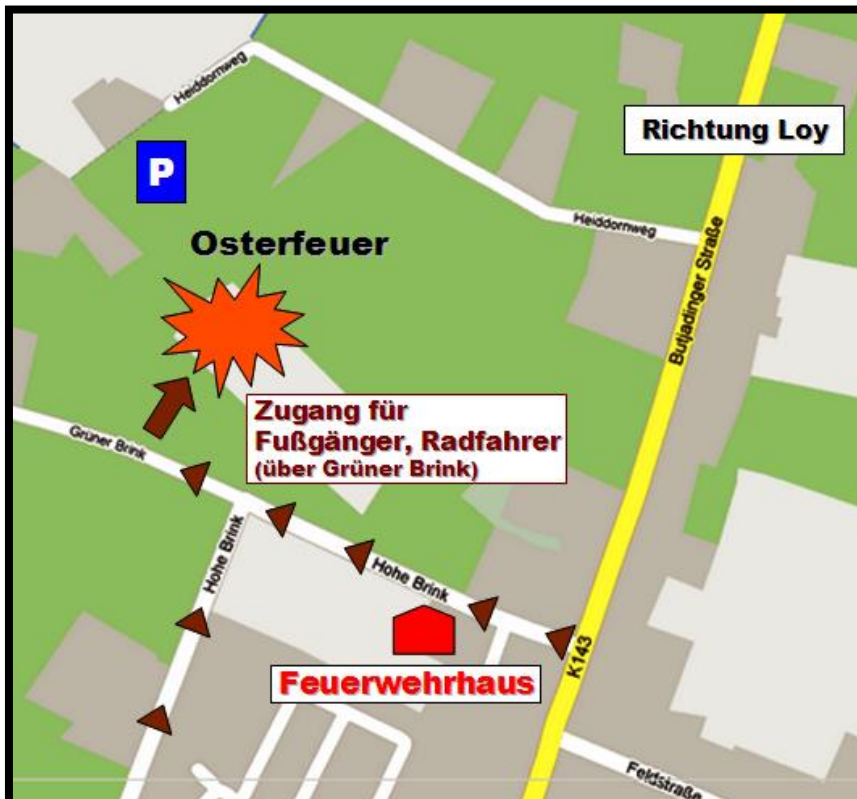 Heiddornweg
Richtung Loy
P
Heiddornweg
Osterfeuer
Butjadinger Straße
Zugang für
Fußgänger, Radfahrer
(über Grüner Brink)
Grüner Brink
Hohe Brink
Hohe Brink
K143
Feuerwehrhaus
Feldstraße